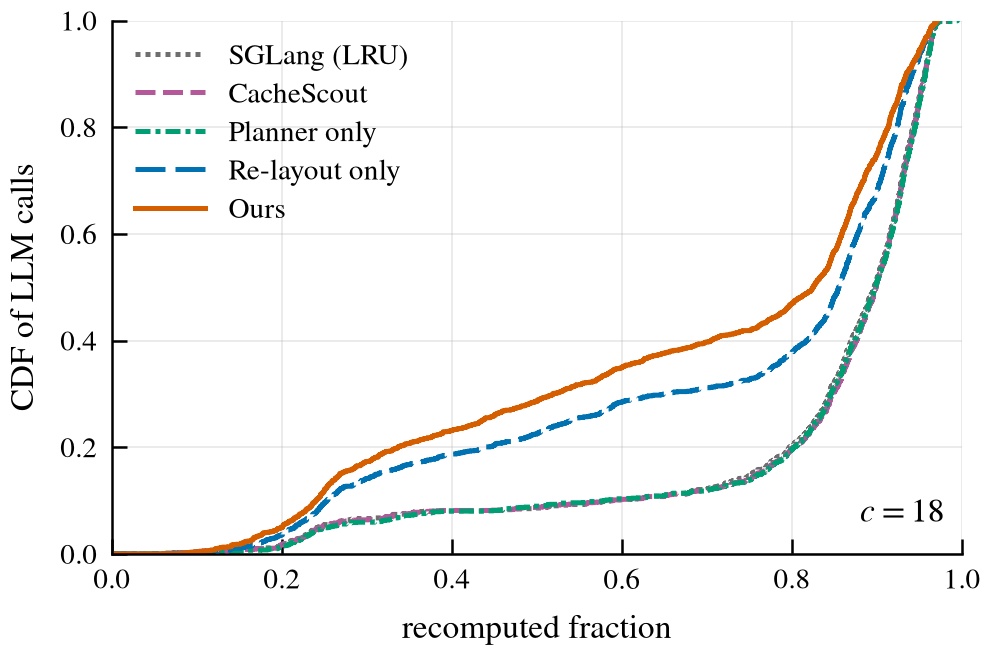 1.0
0.8
0.6
0.4
0.2
0.0
CDF of LLM calls
SGLang (LRU)
CacheScout
Planner only
Re-layout only
Ours
c = 18
0.0 0.2 0.4 0.6 0.8 1.0
recomputed fraction